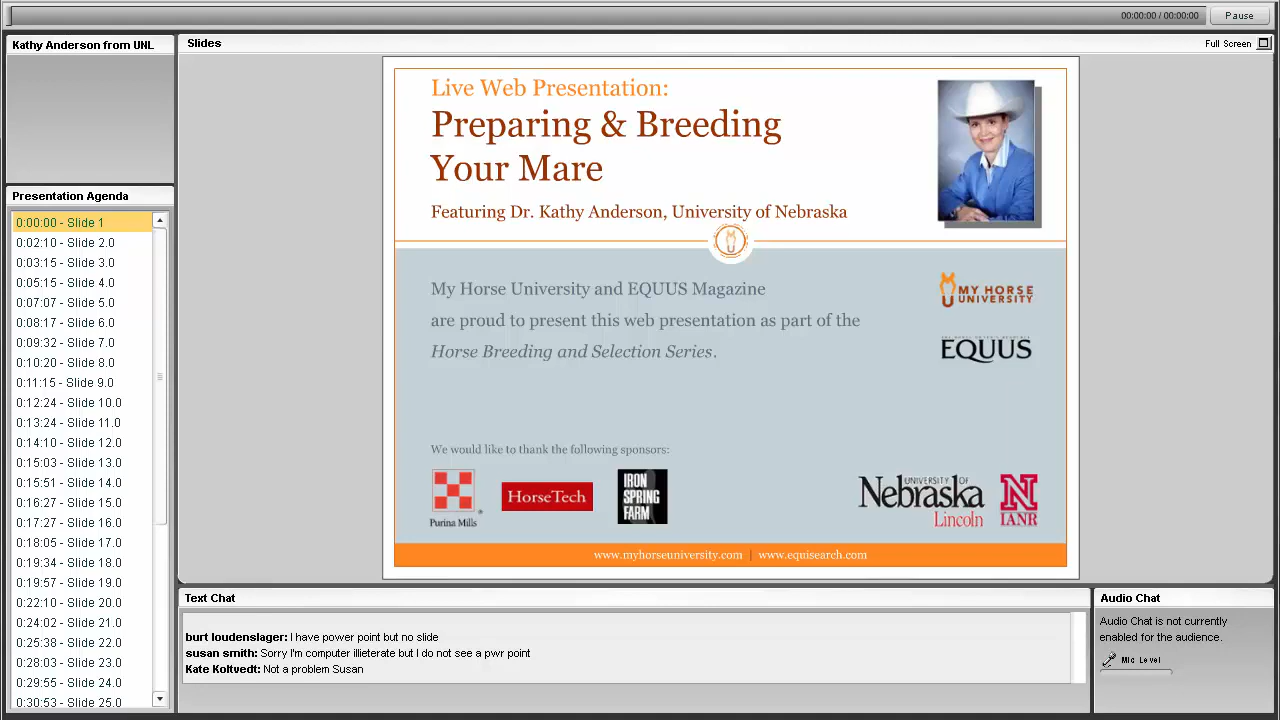 00:00:00 / 00:00:00
Pause
Kathy Anderson from UNL
Slides
Full Screen
Live Web Presentation:
Preparing & Breeding
Your Mare
Featuring Dr. Kathy Anderson, University of Nebraska
My Horse University and EQUUS Magazine
are proud to present this web presentation as part of the
Horse Breeding and Selection Series.
MY HORSE
UNIVERSITY
EQUUS
We would like to thank the following sponsors:
Purina Mills
HorseTech
IRON
SPRING
FARM
UNIVERSITY OF
Nebraska
Lincoln
N
IANR
www.myhorseuniversity.com | www.equisearch.com
Presentation Agenda
0:00:00 - Slide 1
0:02:10 - Slide 2.0
0:03:15 - Slide 3.0
0:05:15 - Slide 4.0
0:07:07 - Slide 5.0
0:08:17 - Slide 6.0
0:09:32 - Slide 7.0
0:10:20 - Slide 8.0
0:11:15 - Slide 9.0
0:12:24 - Slide 10.0
0:13:24 - Slide 11.0
0:14:10 - Slide 12.0
0:15:03 - Slide 13.0
0:15:51 - Slide 14.0
0:16:27 - Slide 15.0
0:17:27 - Slide 16.0
0:18:05 - Slide 17.0
0:19:34 - Slide 18.0
0:19:57 - Slide 19.0
0:22:10 - Slide 20.0
0:24:02 - Slide 21.0
0:25:38 - Slide 22.0
0:28:03 - Slide 23.0
0:29:55 - Slide 24.0
0:30:53 - Slide 25.0
Text Chat
burt loudenslager: I have power point but no slide
susan smith: Sorry I'm computer illieterate but I do not see a pwr point
Kate Koltvedt: Not a problem Susan
Audio Chat
Audio Chat is not currently
enabled for the audience.
Mic Level